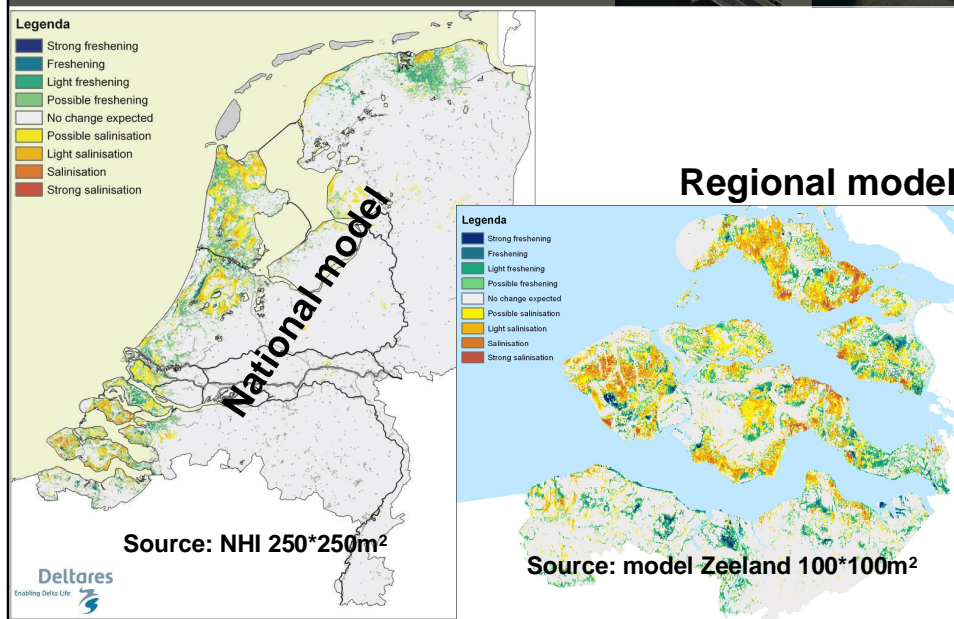 Legenda
Strong freshening
Freshening
Light freshening
Possible freshening
No change expected
Possible salinisation
Light salinisation
Salinisation
Strong salinisation
National model
Source: NHI 250*250m²
Deltares
Enabling Delta Life
Regional model
Legenda
Strong freshening
Freshening
Light freshening
Possible freshening
No change expected
Possible salinisation
Light salinisation
Salinisation
Strong salinisation
Source: model Zeeland 100*100m²